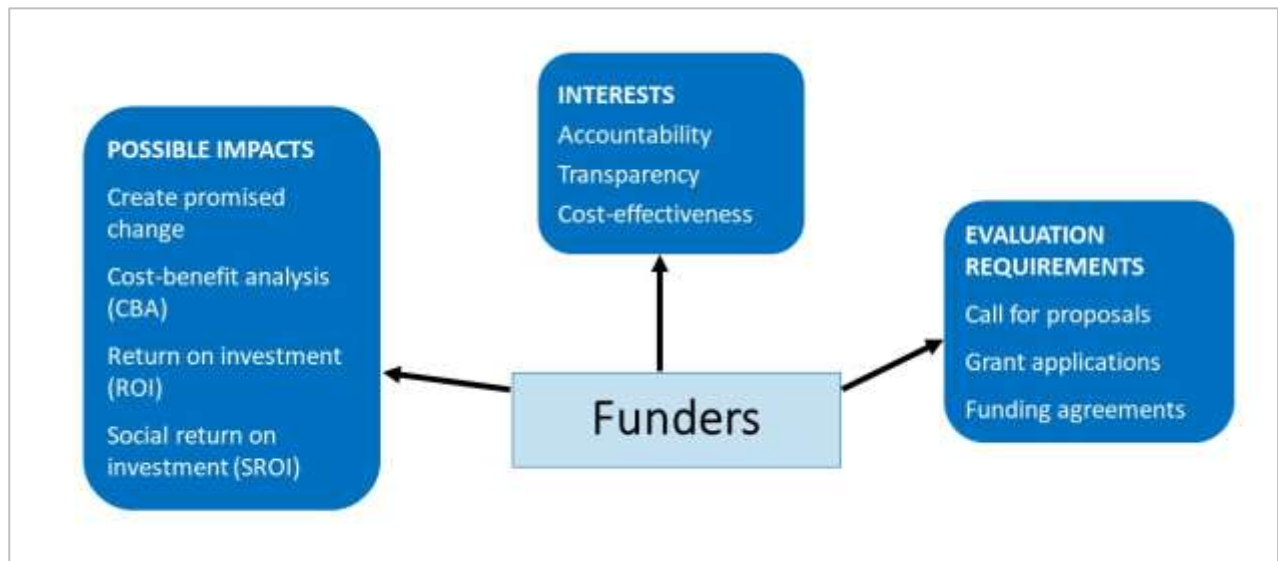 POSSIBLE IMPACTS
Create promised
change
Cost-benefit analysis
(CBA)
Return on investment
(ROI)
Social return on
investment (SROI)
INTERESTS
Accountability
Transparency
Cost-effectiveness
EVALUATION
REQUIREMENTS
Call for proposals
Grant applications
Funding agreements
Funders